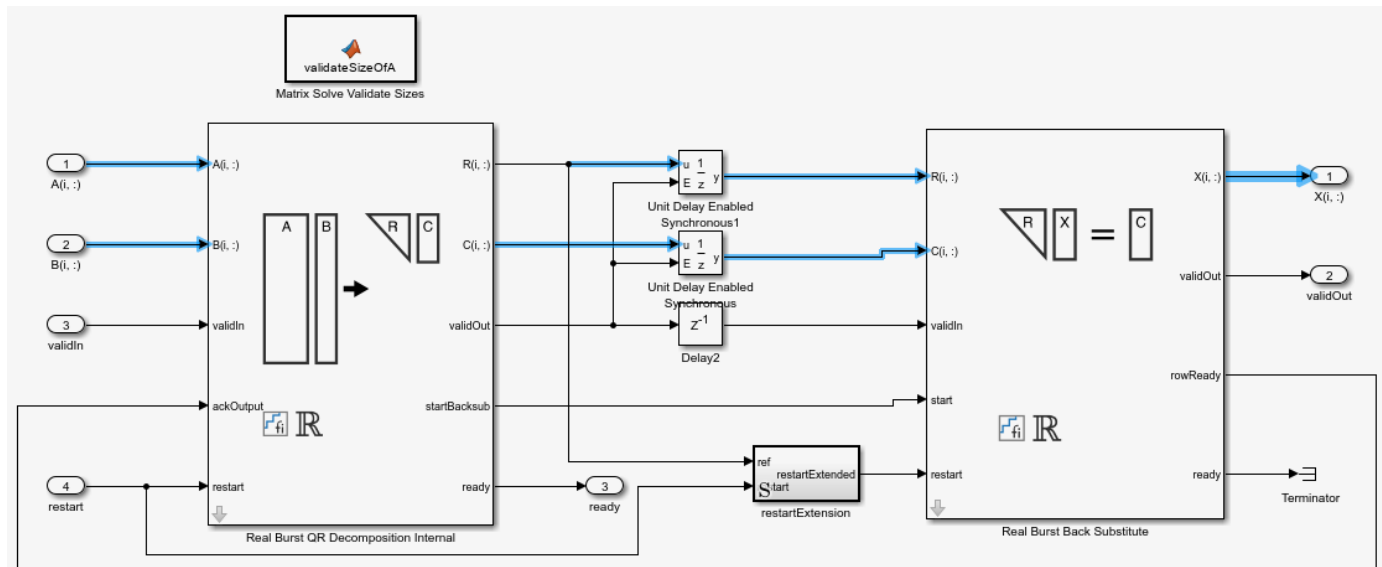 validateSizeOfA
Matrix Solve Validate Sizes
1
A(i, :)
2
B(i, :)
3
validIn
4
restart
A(i, :)
B(i, :)
validIn
ackOutput
restart
A
B
R
C
fi
ℝ
R(i, :)
C(i, :)
validOut
startBacksub
ready
Real Burst QR Decomposition Internal
u
E
1
z
y
Unit Delay Enabled
Synchronous1
u
E
1
z
y
Unit Delay Enabled
Synchronous
Z-1
Delay2
3
ready
ref
restartExtended
Start
restartExtension
R(i, :)
C(i, :)
validIn
start
restart
R
X
=
C
fi
ℝ
X(i, :)
validOut
rowReady
ready
Real Burst Back Substitute
1
X(i, :)
2
validOut
Terminator